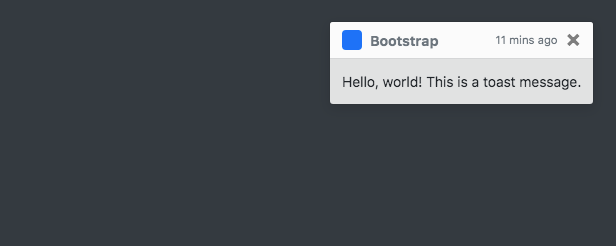 Bootstrap 11 mins ago
Hello, world! This is a toast message.